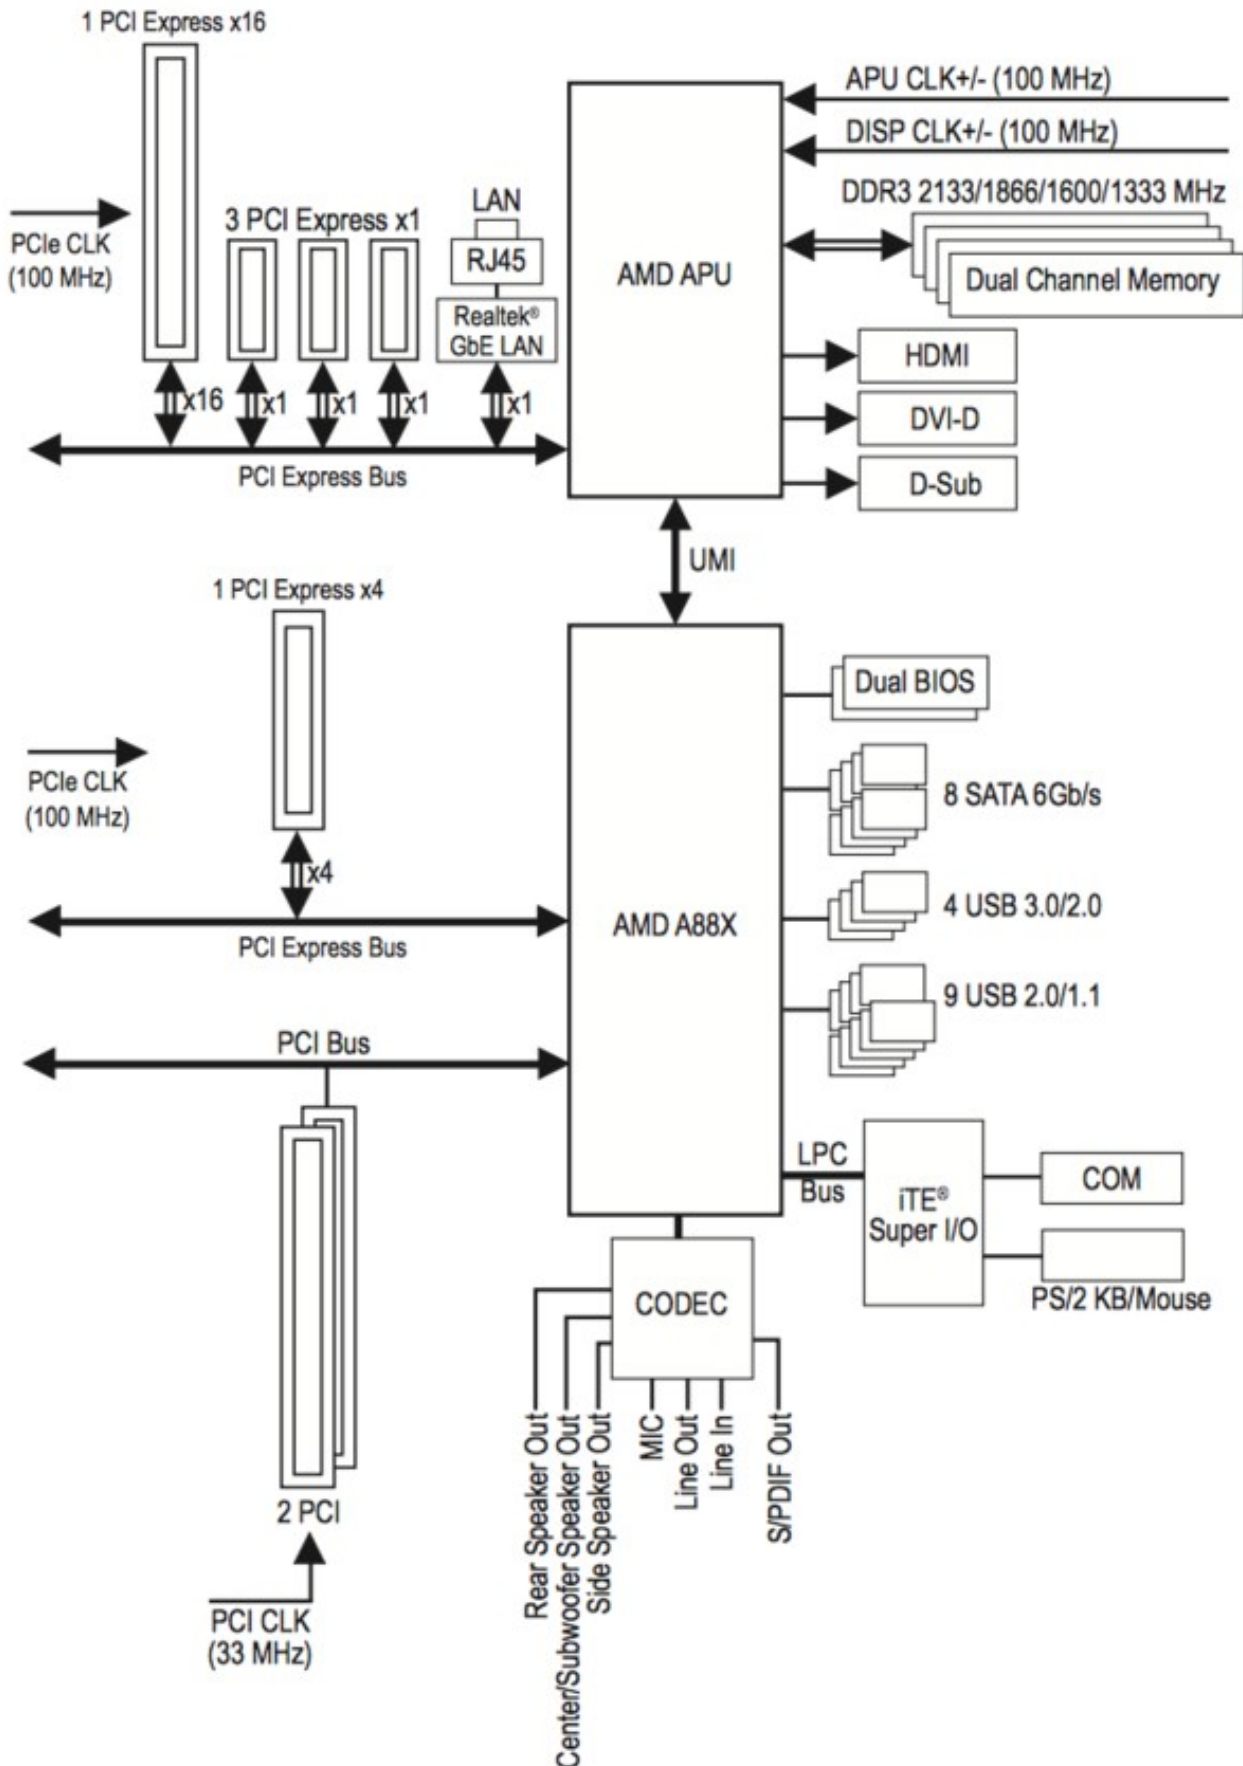 1 PCI Express x16
APU CLK+/- (100 MHz)
DISP CLK+/- (100 MHz)
DDR3 2133/1866/1600/1333 MHz
LAN
3 PCI Express x1
RJ45
PCIe CLK
(100 MHz)
AMD APU
Dual Channel Memory
Realtek®
GbE LAN
HDMI
x16
x1
x1
x1
x1
DVI-D
PCI Express Bus
D-Sub
UMI
1 PCI Express x4
Dual BIOS
PCIe CLK
(100 MHz)
8 SATA 6Gb/s
x4
4 USB 3.0/2.0
AMD A88X
PCI Express Bus
9 USB 2.0/1.1
PCI Bus
LPC
Bus
iTE®
Super I/O
COM
PS/2 KB/Mouse
CODEC
Rear Speaker Out
Center/Subwoofer Speaker Out
Side Speaker Out
MIC
Line Out
Line In
S/PDIF Out
2 PCI
PCI CLK
(33 MHz)